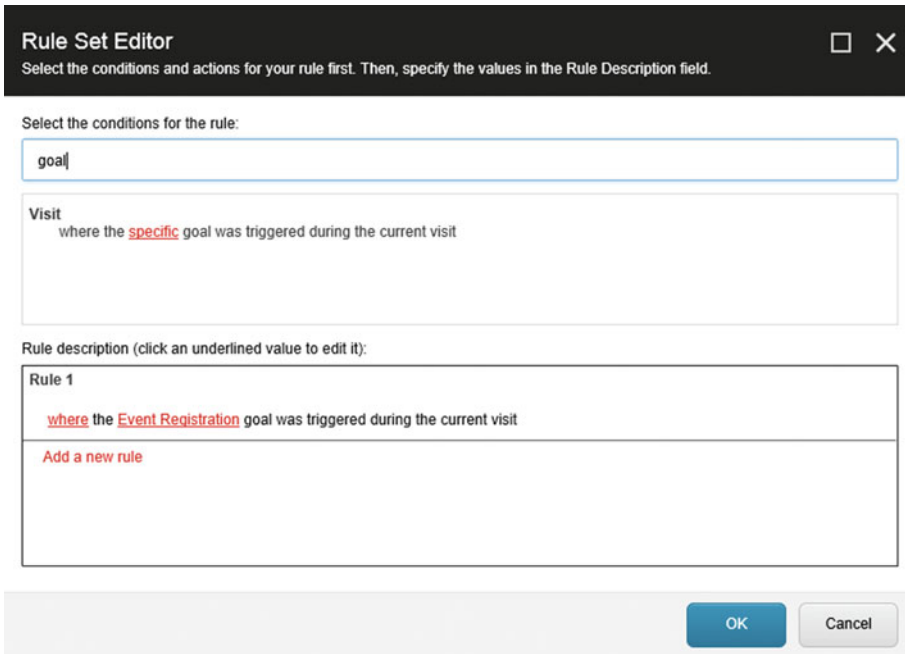 Rule Set Editor
Select the conditions and actions for your rule first. Then, specify the values in the Rule Description field.
Select the conditions for the rule:
goal
Visit
where the specific goal was triggered during the current visit
Rule description (click an underlined value to edit it):
Rule 1
where the Event Registration goal was triggered during the current visit
Add a new rule
OK
Cancel